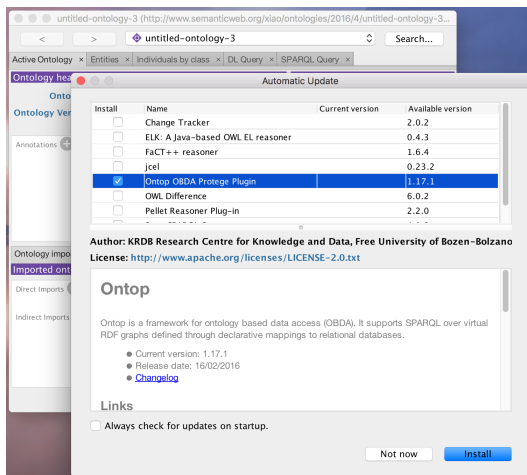 untitled-ontology-3 (http://www.semanticweb.org/xiao/ontologies/2016/4/untitled-ontology-3...
< > untitled-ontology-3 Search...
Active Ontology × Entities × Individuals by class × DL Query × SPARQL Query ×
Ontology hea
Automatic Update
Onto
Ontology Ver
Annotations
Install Name Current version Available version
Change Tracker 2.0.2
ELK: A Java-based OWL EL reasoner 0.4.3
FaCT++ reasoner 1.6.4
jcel 0.23.2
Ontop OBDA Protege Plugin 1.17.1
OWL Difference 6.0.2
Pellet Reasoner Plug-in 2.2.0
Author: KRDB Research Centre for Knowledge and Data, Free University of Bozen-Bolzano
License: http://www.apache.org/licenses/LICENSE-2.0.txt
Ontology impo
Imported ont
Direct Imports
Indirect Imports
Ontop
Ontop is a framework for ontology based data access (OBDA). It supports SPARQL over virtual
RDF graphs defined through declarative mappings to relational databases.
• Current version: 1.17.1
• Release date: 16/02/2016
• Changelog
Links
Always check for updates on startup.
Not now Install